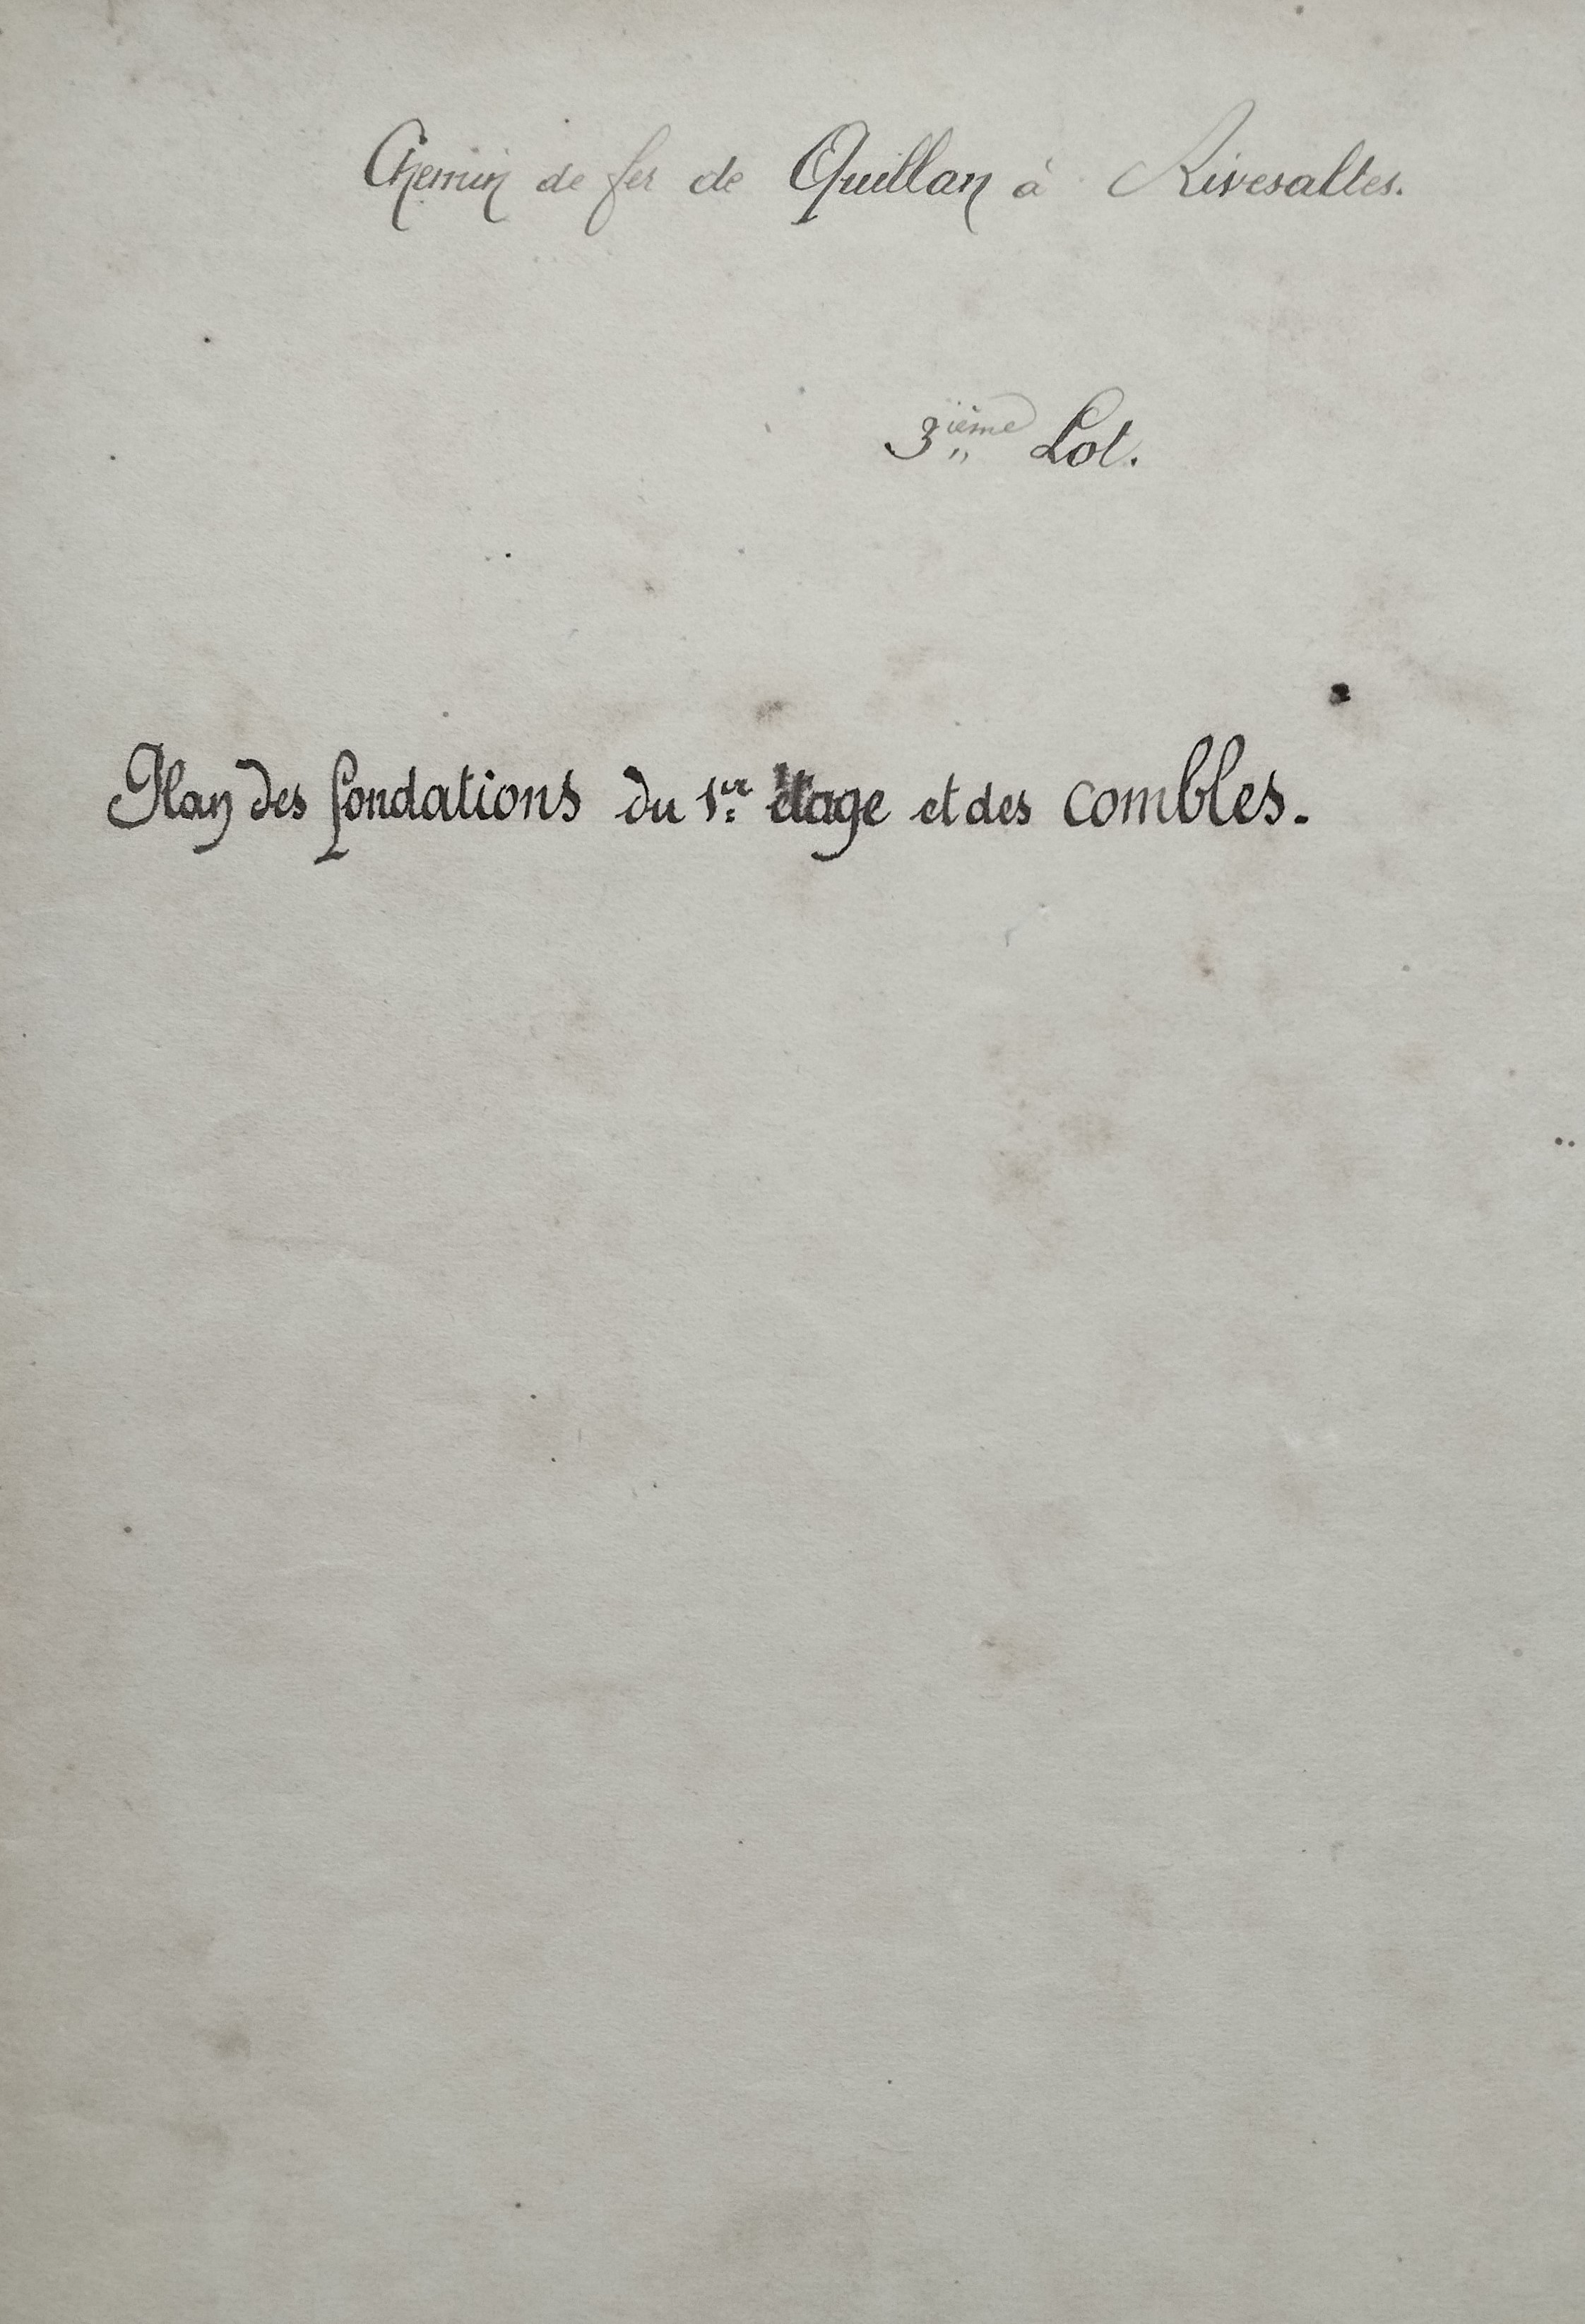 Chemin de fer de Quillan à Rivesaltes.
3ième Lot.
Plan des fondations du 1er étage et des combles.